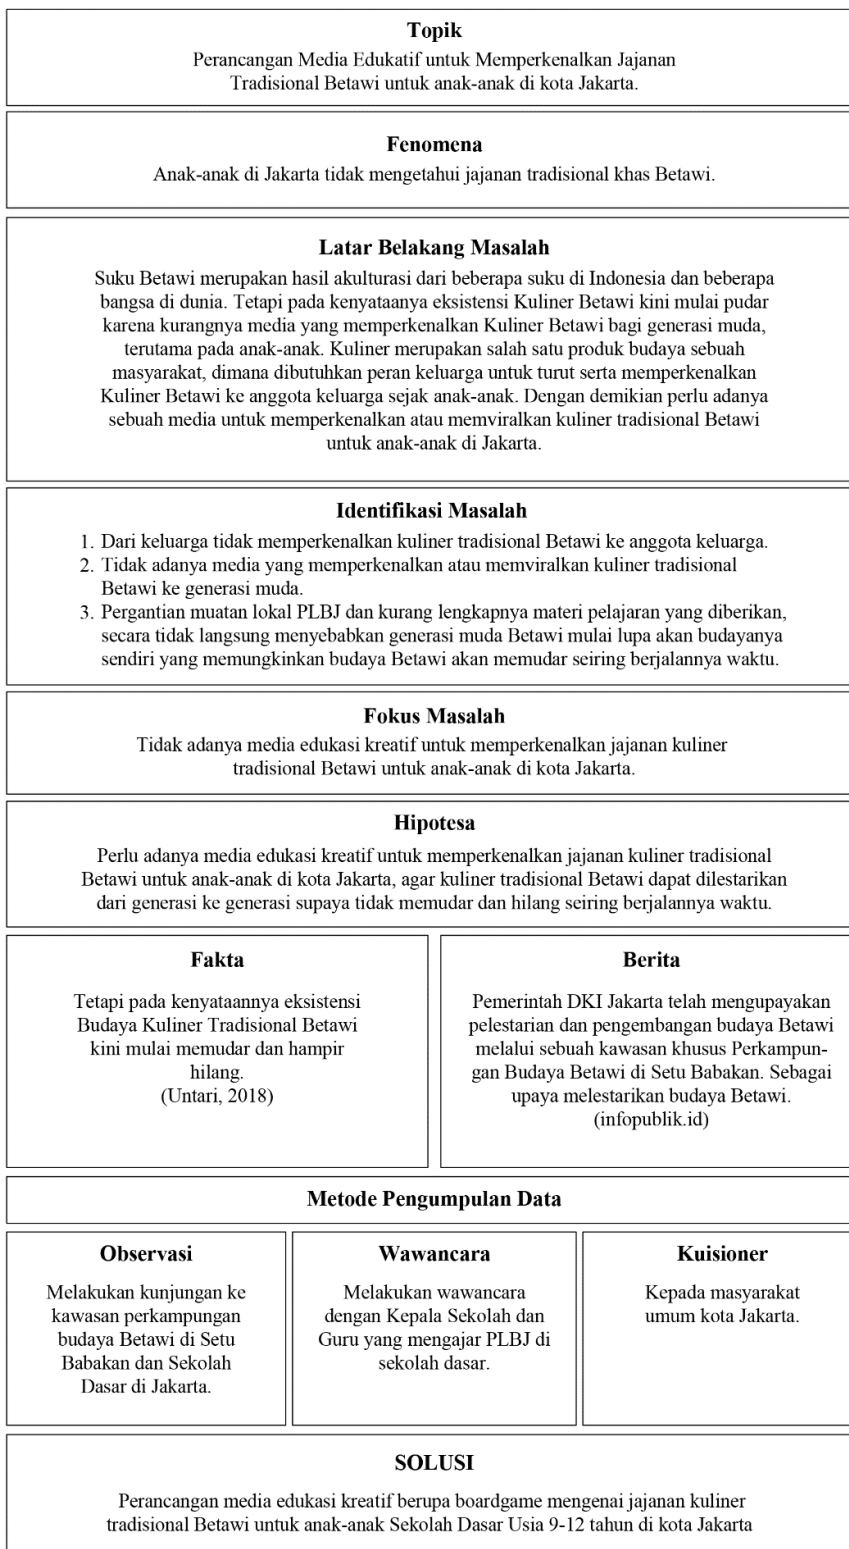 Topik
Perancangan Media Edukatif untuk Memperkenalkan Jajanan
Tradisional Betawi untuk anak-anak di kota Jakarta.
Fenomena
Anak-anak di Jakarta tidak mengetahui jajanan tradisional khas Betawi.
Latar Belakang Masalah
Suku Betawi merupakan hasil akulturasi dari beberapa suku di Indonesia dan beberapa
bangsa di dunia. Tetapi pada kenyataanya eksistensi Kuliner Betawi kini mulai pudar
karena kurangnya media yang memperkenalkan Kuliner Betawi bagi generasi muda,
terutama pada anak-anak. Kuliner merupakan salah satu produk budaya sebuah
masyarakat, dimana dibutuhkan peran keluarga untuk turut serta memperkenalkan
Kuliner Betawi ke anggota keluarga sejak anak-anak. Dengan demikian perlu adanya
sebuah media untuk memperkenalkan atau memviralkan kuliner tradisional Betawi
untuk anak-anak di Jakarta.
Identifikasi Masalah
1. Dari keluarga tidak memperkenalkan kuliner tradisional Betawi ke anggota keluarga.
2. Tidak adanya media yang memperkenalkan atau memviralkan kuliner tradisional
Betawi ke generasi muda.
3. Pergantian muatan lokal PLBJ dan kurang lengkapnya materi pelajaran yang diberikan,
secara tidak langsung menyebabkan generasi muda Betawi mulai lupa akan budayanya
sendiri yang memungkinkan budaya Betawi akan memudar seiring berjalannya waktu.
Fokus Masalah
Tidak adanya media edukasi kreatif untuk memperkenalkan jajanan kuliner
tradisional Betawi untuk anak-anak di kota Jakarta.
Hipotesa
Perlu adanya media edukasi kreatif untuk memperkenalkan jajanan kuliner tradisional
Betawi untuk anak-anak di kota Jakarta, agar kuliner tradisional Betawi dapat dilestarikan
dari generasi ke generasi supaya tidak memudar dan hilang seiring berjalannya waktu.
Fakta
Tetapi pada kenyataannya eksistensi
Budaya Kuliner Tradisional Betawi
kini mulai memudar dan hampir
hilang.
(Untari, 2018)
Berita
Pemerintah DKI Jakarta telah mengupayakan
pelestarian dan pengembangan budaya Betawi
melalui sebuah kawasan khusus Perkampun-
gan Budaya Betawi di Setu Babakan. Sebagai
upaya melestarikan budaya Betawi.
(infopublik.id)
Metode Pengumpulan Data
Observasi
Melakukan kunjungan ke
kawasan perkampungan
budaya Betawi di Setu
Babakan dan Sekolah
Dasar di Jakarta.
Wawancara
Melakukan wawancara
dengan Kepala Sekolah dan
Guru yang mengajar PLBJ di
sekolah dasar.
Kuisioner
Kepada masyarakat
umum kota Jakarta.
SOLUSI
Perancangan media edukasi kreatif berupa boardgame mengenai jajanan kuliner
tradisional Betawi untuk anak-anak Sekolah Dasar Usia 9-12 tahun di kota Jakarta